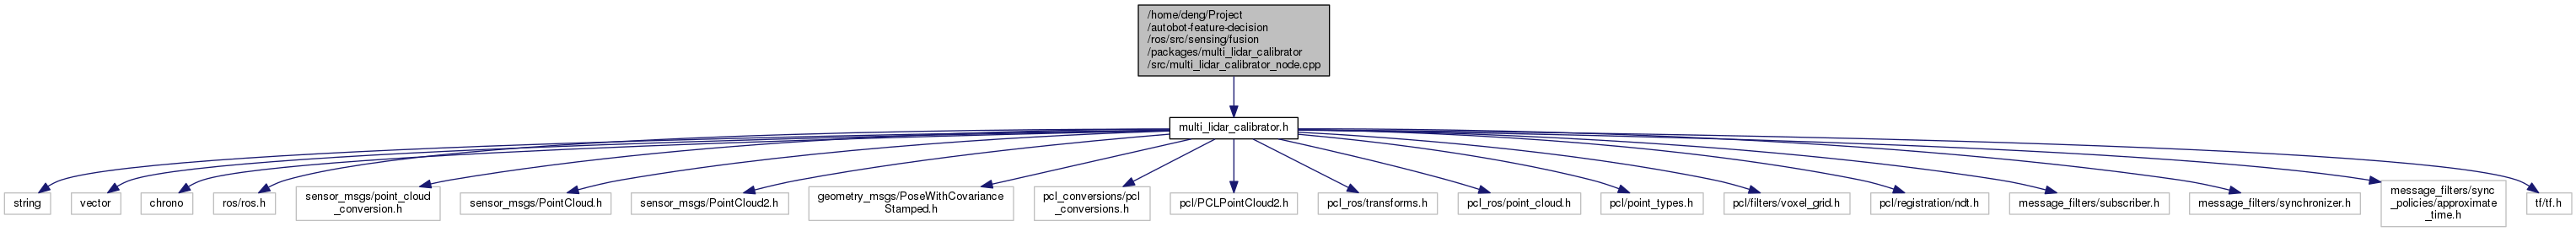 /home/deng/Project
/autobot-feature-decision
/ros/src/sensing/fusion
/packages/multi_lidar_calibrator
/src/multi_lidar_calibrator_node.cpp
multi_lidar_calibrator.h
string
vector
chrono
ros/ros.h
sensor_msgs/point_cloud
_conversion.h
sensor_msgs/PointCloud.h
sensor_msgs/PointCloud2.h
geometry_msgs/PoseWithCovariance
Stamped.h
pcl_conversions/pcl
_conversions.h
pcl/PCLPointCloud2.h
pcl_ros/transforms.h
pcl_ros/point_cloud.h
pcl/point_types.h
pcl/filters/voxel_grid.h
pcl/registration/ndt.h
message_filters/subscriber.h
message_filters/synchronizer.h
message_filters/sync
_policies/approximate
_time.h
tf/tf.h